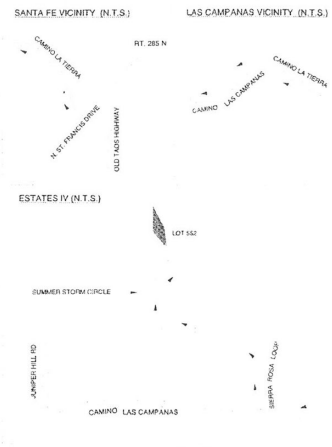 SANTA FE VICINITY (N.T.S.)
LAS CAMPANAS VICINITY (N.T.S.)
RT. 285 N
CAMINO LA TIERRA
CAMINO LA TIERRA
CAMINO LAS CAMPANAS
N. ST. FRANCIS DRIVE
OLD TAOS HIGHWAY
ESTATES IV (N.T.S.)
LOT 552
SUMMER STORM CIRCLE
JUNIPER HILL RD
SIERRA ROSA LOOP
CAMINO LAS CAMPANAS